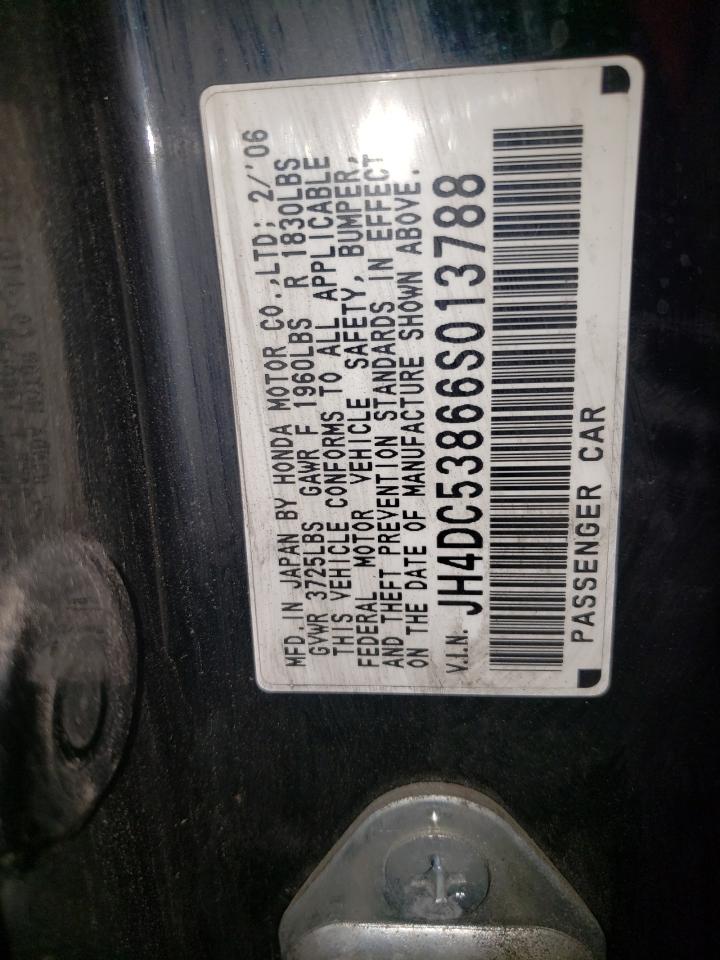 MFD. IN JAPAN BY HONDA MOTOR CO.,LTD; 2/'06
GVWR 3725LBS GAWR F 1960LBS R 1830LBS
THIS VEHICLE CONFORMS TO ALL APPLICABLE
FEDERAL MOTOR VEHICLE SAFETY, BUMPER,
AND THEFT PREVENTION STANDARDS IN EFFECT
ON THE DATE OF MANUFACTURE SHOWN ABOVE.
V.I.N. JH4DC53866S013788
PASSENGER CAR